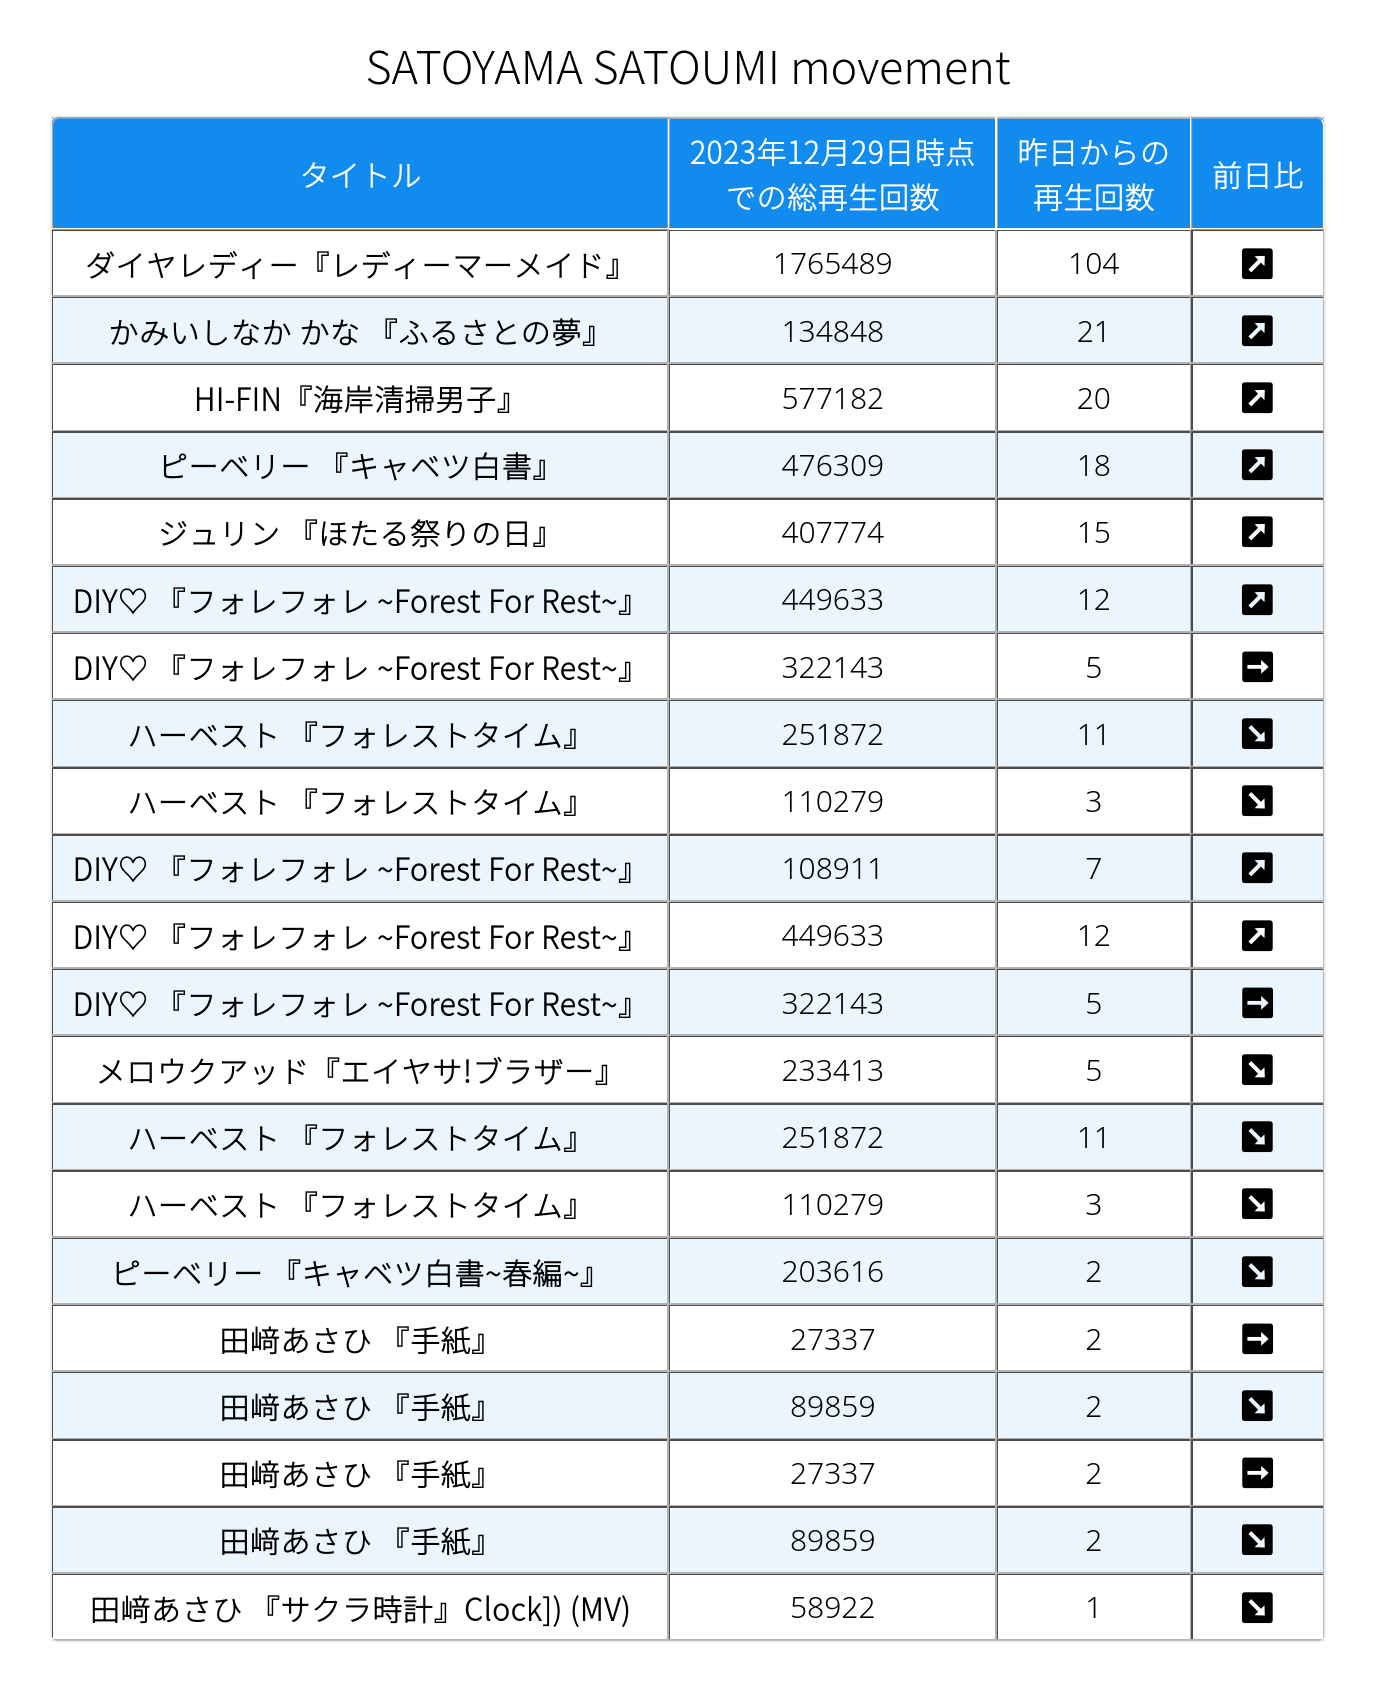 SATOYAMA SATOUMI movement
タイトル 2023年12月29日時点での総再生回数 昨日からの再生回数 前日比
ダイヤレディー『レディーマーメイド』 1765489 104 ↗
かみいしなか かな 『ふるさとの夢』 134848 21 ↗
HI-FIN『海岸清掃男子』 577182 20 ↗
ピーベリー 『キャベツ白書』 476309 18 ↗
ジュリン 『ほたる祭りの日』 407774 15 ↗
DIY♡ 『フォレフォレ ~Forest For Rest~』 449633 12 ↗
DIY♡ 『フォレフォレ ~Forest For Rest~』 322143 5 →
ハーベスト 『フォレストタイム』 251872 11 ↘
ハーベスト 『フォレストタイム』 110279 3 ↘
DIY♡ 『フォレフォレ ~Forest For Rest~』 108911 7 ↗
DIY♡ 『フォレフォレ ~Forest For Rest~』 449633 12 ↗
DIY♡ 『フォレフォレ ~Forest For Rest~』 322143 5 →
メロウクアッド『エイヤサ!ブラザー』 233413 5 ↘
ハーベスト 『フォレストタイム』 251872 11 ↘
ハーベスト 『フォレストタイム』 110279 3 ↘
ピーベリー 『キャベツ白書~春編~』 203616 2 ↘
田﨑あさひ 『手紙』 27337 2 →
田﨑あさひ 『手紙』 89859 2 ↘
田﨑あさひ 『手紙』 27337 2 →
田﨑あさひ 『手紙』 89859 2 ↘
田﨑あさひ 『サクラ時計』Clock]) (MV) 58922 1 ↘